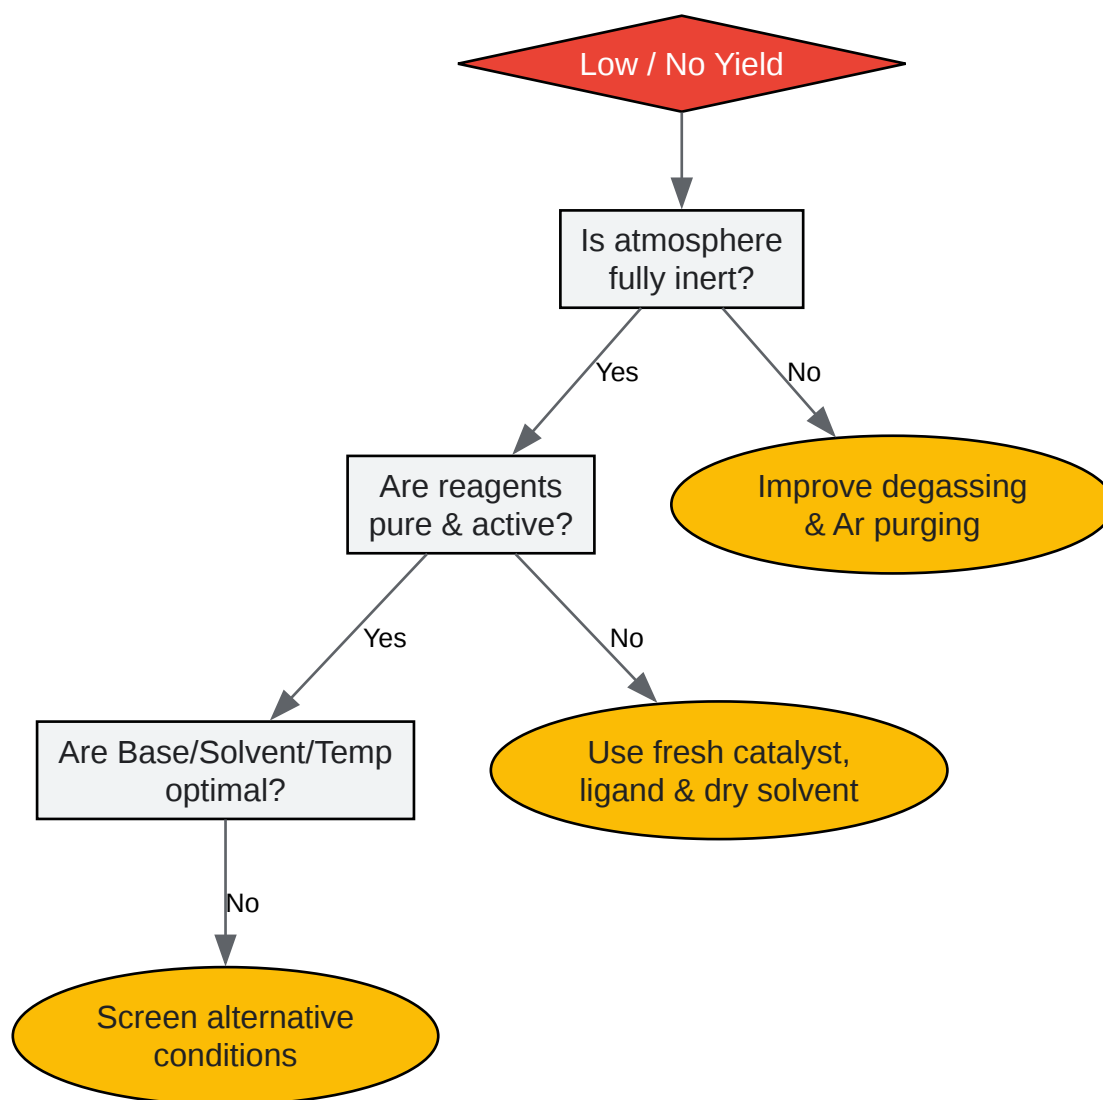 Low / No Yield
Is atmosphere
fully inert?
Yes
No
Are reagents
pure & active?
Improve degassing
& Ar purging
Yes
No
Are Base/Solvent/Temp
optimal?
Use fresh catalyst,
ligand & dry solvent
No
Screen alternative
conditions